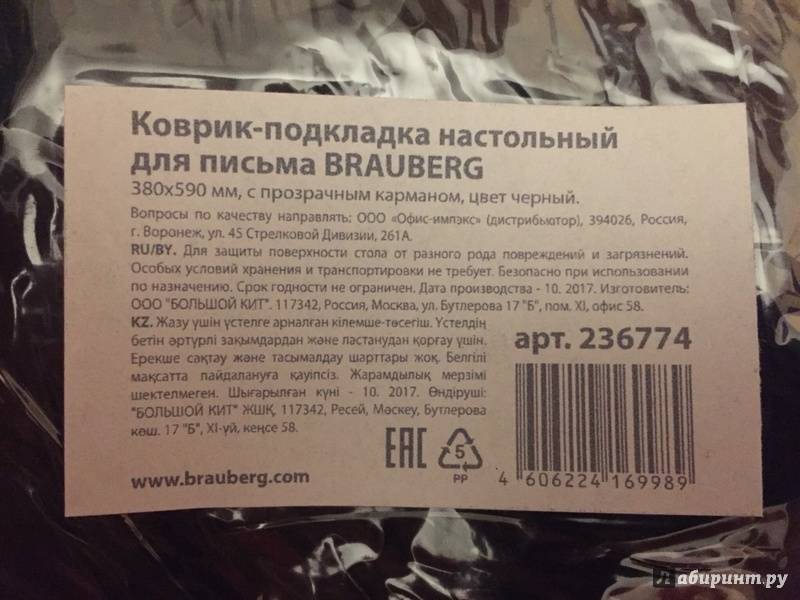 Коврик-подкладка настольный
для письма BRAUBERG
380x590 мм, с прозрачным карманом, цвет черный.
Вопросы по качеству направлять: ООО «Офис-импэкс» (дистрибьютор), 394026, Россия,
г. Воронеж, ул. 45 Стрелковой Дивизии, 261А.
RU/BY. Для защиты поверхности стола от разного рода повреждений и загрязнений.
Особых условий хранения и транспортировки не требует. Безопасно при использовании
по назначению. Срок годности не ограничен. Дата производства - 10. 2017. Изготовитель:
ООО "БОЛЬШОЙ КИТ". 117342, Россия, Москва, ул. Бутлерова 17 "Б", пом. XI, офис 58.
KZ. Жазу үшін үстелге арналған кілемше-төсегіш. Үстелдің
бетін әртүрлі зақымдардан және ластанудан қорғау үшін.
Ерекше сақтау және тасымалдау шарттары жоқ. Белгілі
мақсатта пайдалануға қауіпсіз. Жарамдылық мерзімі
шектелмеген. Шығарылған күні - 10. 2017. Өндіруші:
"БОЛЬШОЙ КИТ" ЖШҚ, 117342, Ресей, Мәскеу, Бутлерова
көш. 17 "Б", XI-үй, кеңсе 58.
арт. 236774
EAC
5
PP
4 606224 169989
www.brauberg.com
Лабиринт.ру